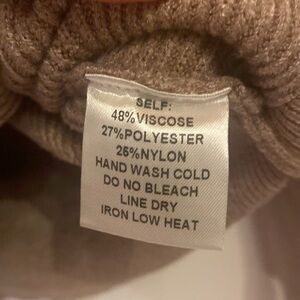 SELF:
48%VISCOSE
27%POLYESTER
25%NYLON
HAND WASH COLD
DO NO BLEACH
LINE DRY
IRON LOW HEAT